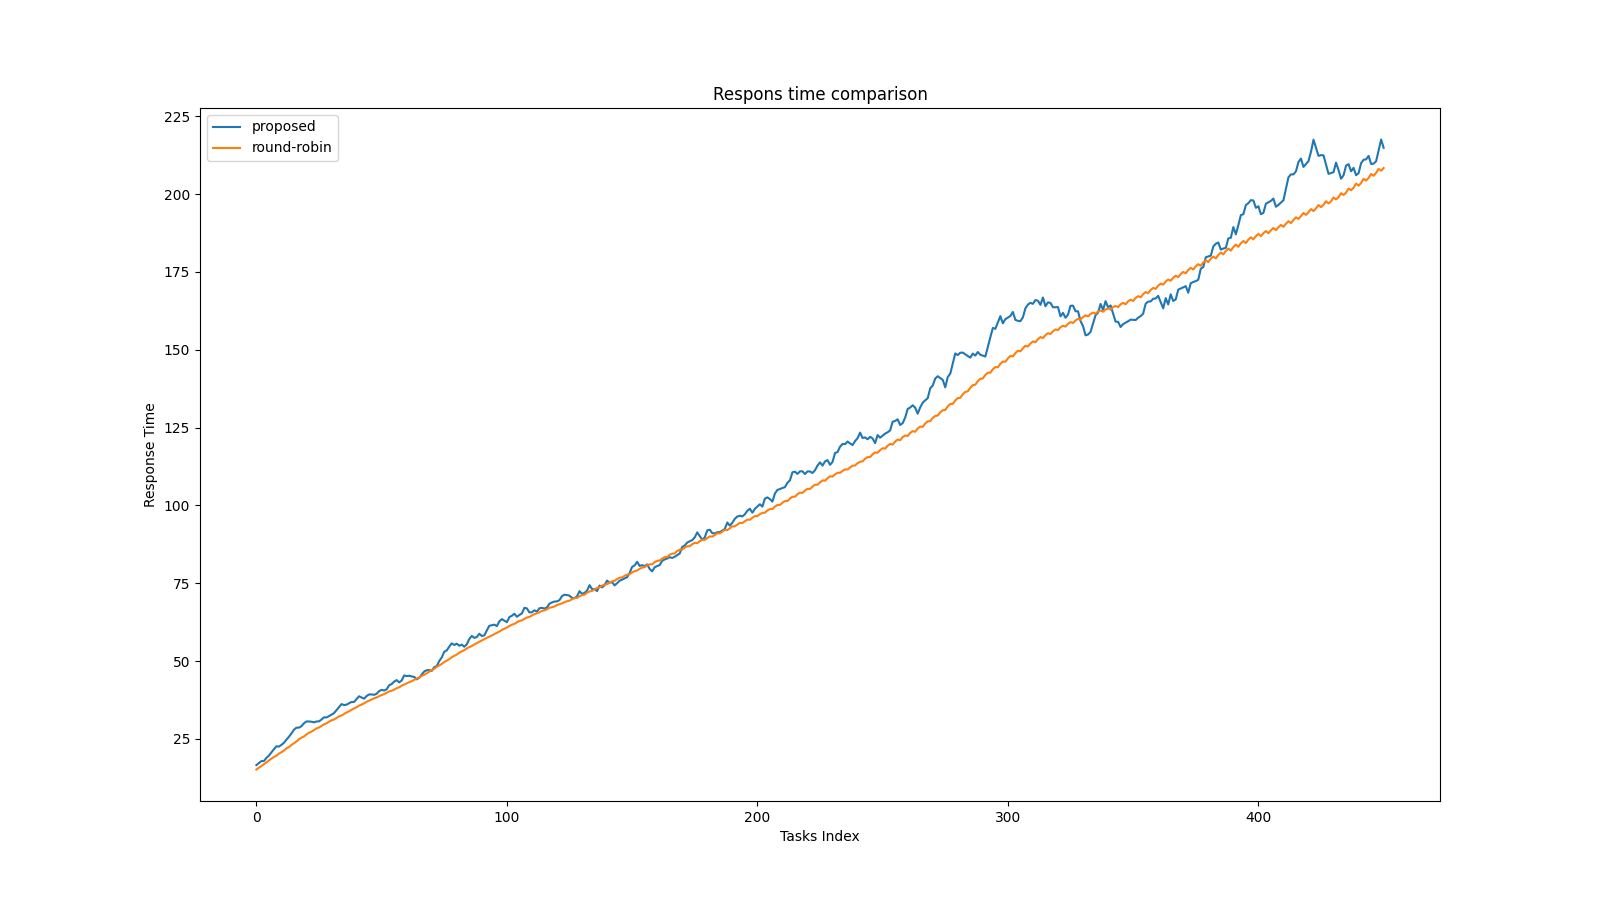 Respons time comparison
proposed
round-robin
225
200
175
150
125
100
75
50
25
Response Time
0 100 200 300 400
Tasks Index